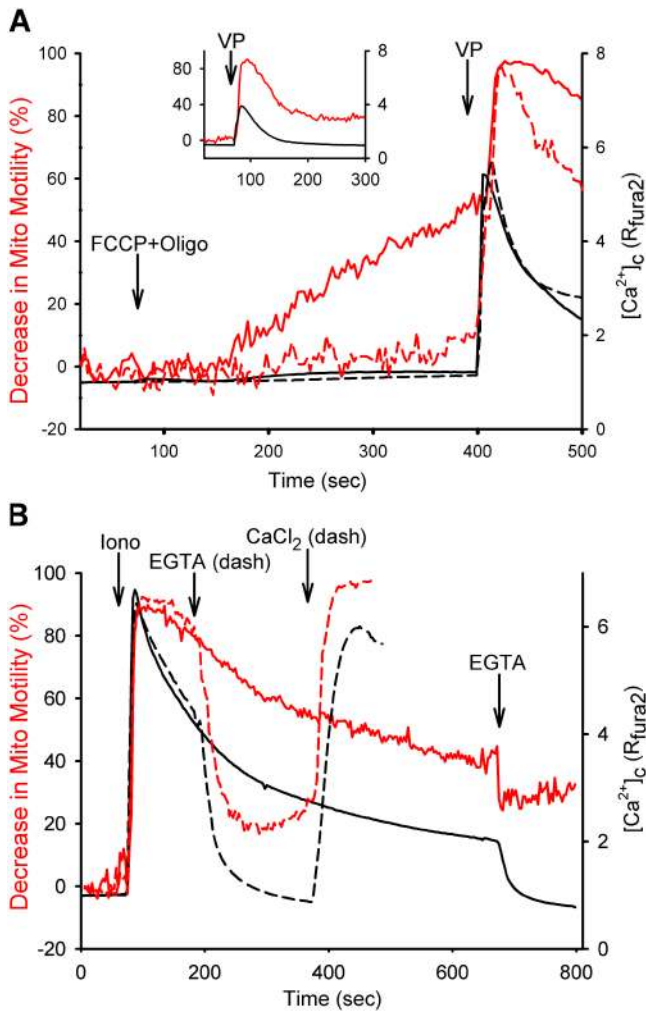 A
VP
80
40
0
8
4
0
100
200
300
VP
FCCP+Oligo
100
80
60
40
20
0
-20
Decrease in Mito Motility (%)
8
6
4
2
0
[Ca²⁺]c (Rfura2)
100
200
300
400
500
Time (sec)
B
Iono
EGTA (dash)
CaCl₂ (dash)
EGTA
100
80
60
40
20
0
-20
Decrease in Mito Motility (%)
6
4
2
0
[Ca²⁺]c (Rfura2)
0
200
400
600
800
Time (sec)